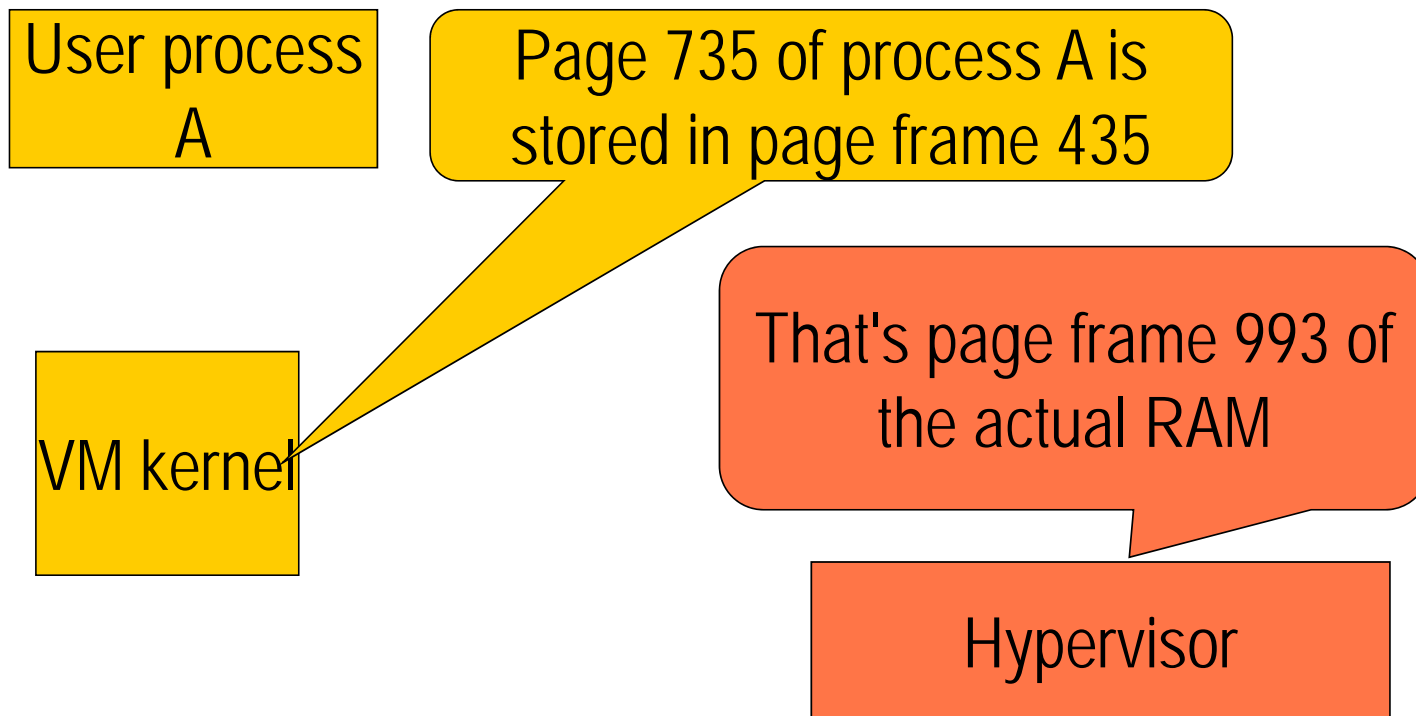 User process
A
Page 735 of process A is
stored in page frame 435
That's page frame 993 of
the actual RAM
VM kernel
Hypervisor